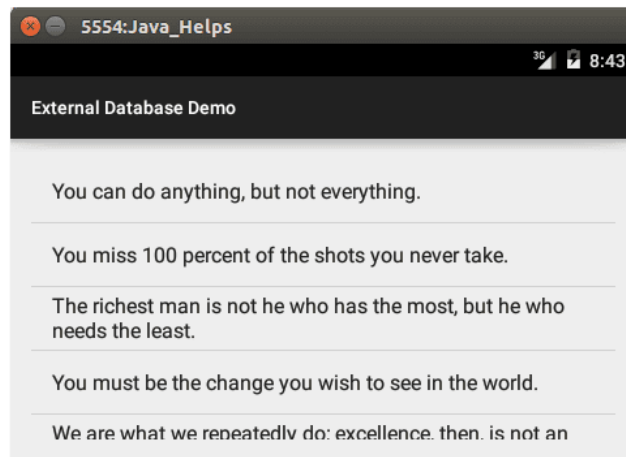 5554:Java_Helps
3G 8:43
External Database Demo
You can do anything, but not everything.
You miss 100 percent of the shots you never take.
The richest man is not he who has the most, but he who
needs the least.
You must be the change you wish to see in the world.
We are what we repeatedly do; excellence, then, is not an